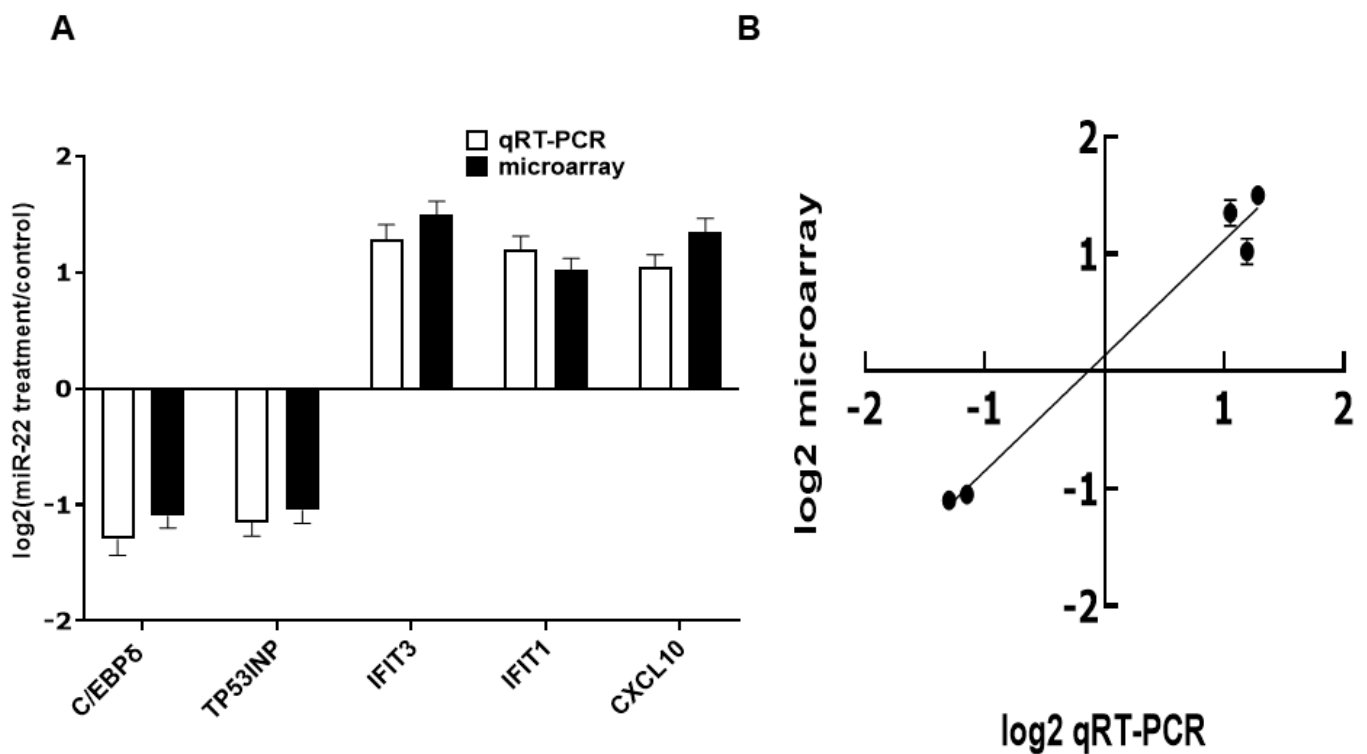 A
B
qRT-PCR
microarray
log2(miR-22 treatment/control)
2
1
0
-1
-2
C/EBPδ
TP53INP
IFIT3
IFIT1
CXCL10
log2 microarray
2
1
-2
-1
1
2
-1
-2
log2 qRT-PCR